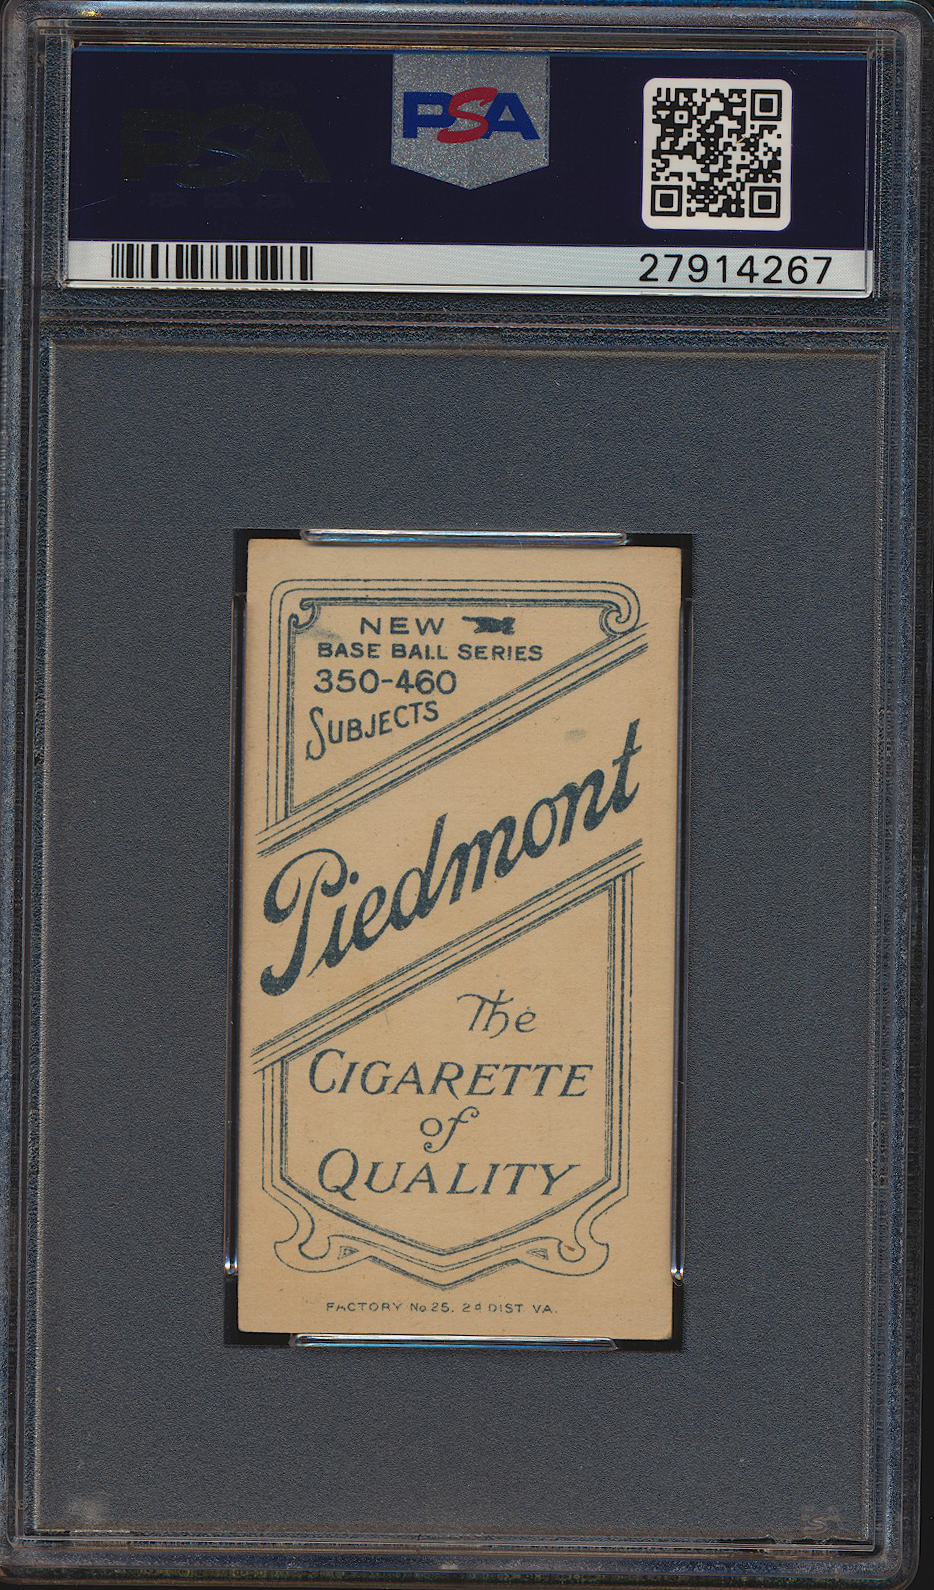 PSA
PSA
27914267
NEW
BASE BALL SERIES
350-460
SUBJECTS
Piedmont
The
CIGARETTE
of
QUALITY
FACTORY No 25. 2d DIST VA.